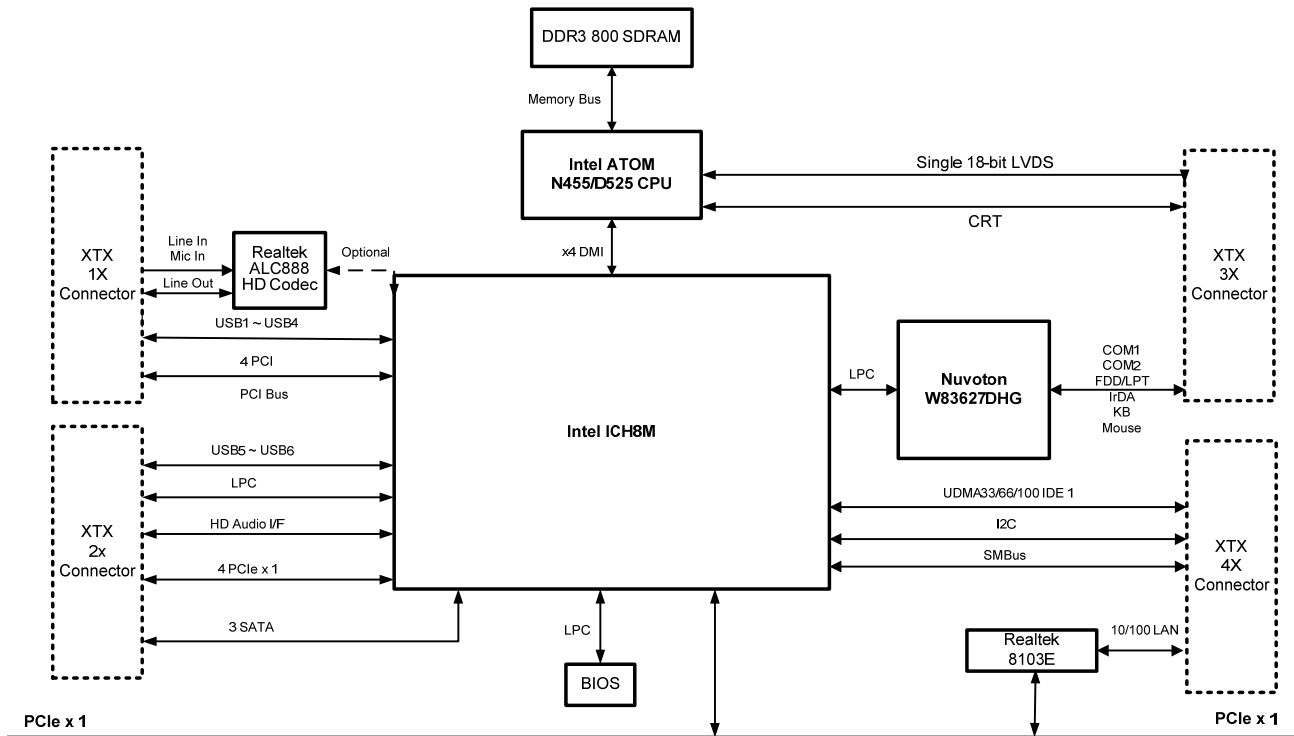 DDR3 800 SDRAM
Memory Bus
Intel ATOM
N455/D525 CPU
Single 18-bit LVDS
CRT
x4 DMI
XTX
1X
Connector
Line In
Mic In
Line Out
Realtek
ALC888
HD Codec
Optional
USB1 ~ USB4
4 PCI
PCI Bus
XTX
3X
Connector
LPC
Nuvoton
W83627DHG
COM1
COM2
FDD/LPT
IrDA
KB
Mouse
Intel ICH8M
XTX
2x
Connector
USB5 ~ USB6
LPC
HD Audio I/F
4 PCIe x 1
3 SATA
UDMA33/66/100 IDE 1
I2C
SMBus
XTX
4X
Connector
LPC
BIOS
Realtek
8103E
10/100 LAN
PCIe x 1
PCIe x 1